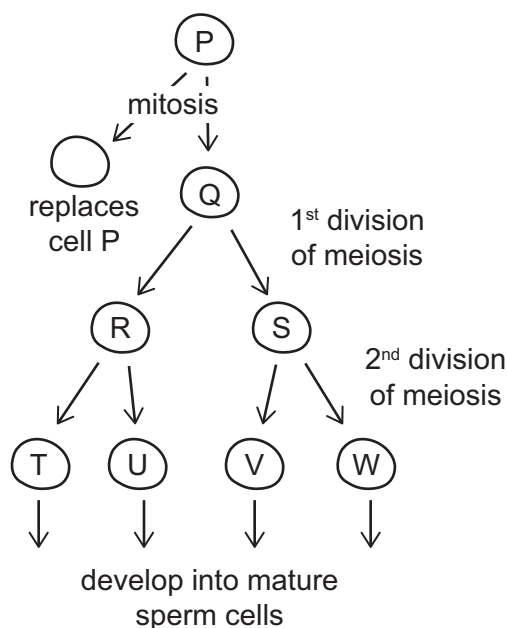 P
mitosis
Q
replaces
cell P
1st division
of meiosis
R
S
2nd division
of meiosis
T
U
V
W
develop into mature
sperm cells